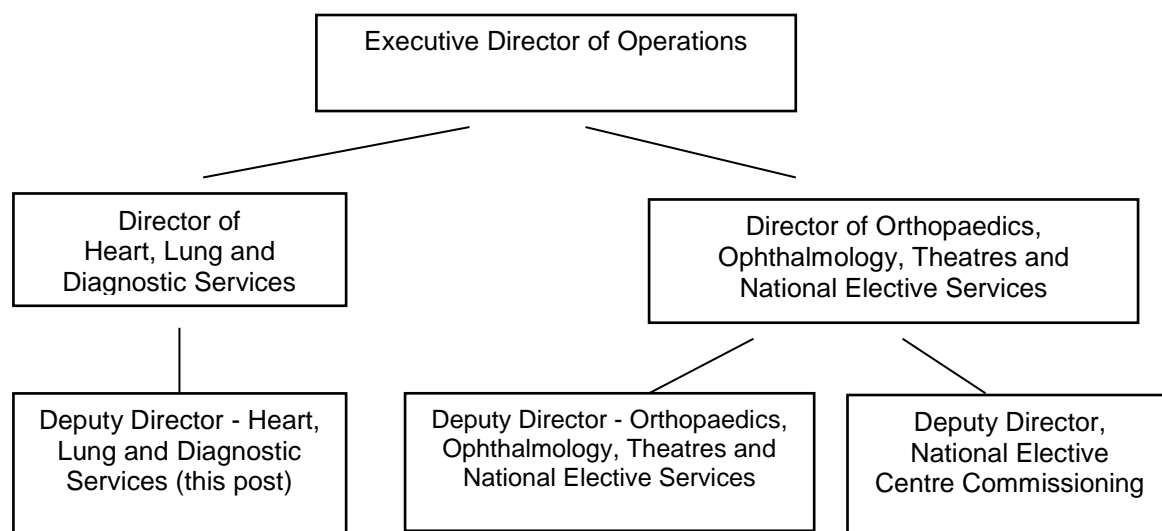 Executive Director of Operations
Director of
Heart, Lung and
Diagnostic Services
Director of Orthopaedics,
Ophthalmology, Theatres and
National Elective Services
Deputy Director - Heart,
Lung and Diagnostic
Services (this post)
Deputy Director - Orthopaedics,
Ophthalmology, Theatres and
National Elective Services
Deputy Director,
National Elective
Centre Commissioning